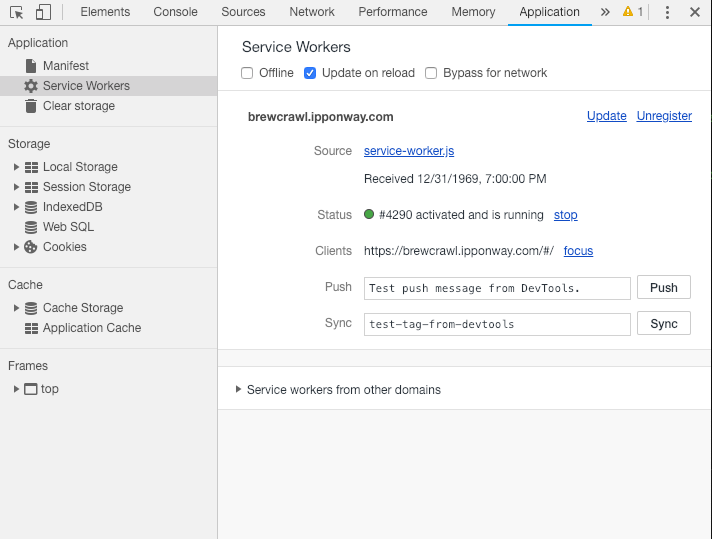 Elements Console Sources Network Performance Memory Application » 1
Application
Manifest
Service Workers
Clear storage
Storage
Local Storage
Session Storage
IndexedDB
Web SQL
Cookies
Cache
Cache Storage
Application Cache
Frames
top
Service Workers
Offline Update on reload Bypass for network
brewcrawl.ipponway.com Update Unregister
Source service-worker.js
Received 12/31/1969, 7:00:00 PM
Status #4290 activated and is running stop
Clients https://brewcrawl.ipponway.com/#/ focus
Push Test push message from DevTools. Push
Sync test-tag-from-devtools Sync
Service workers from other domains